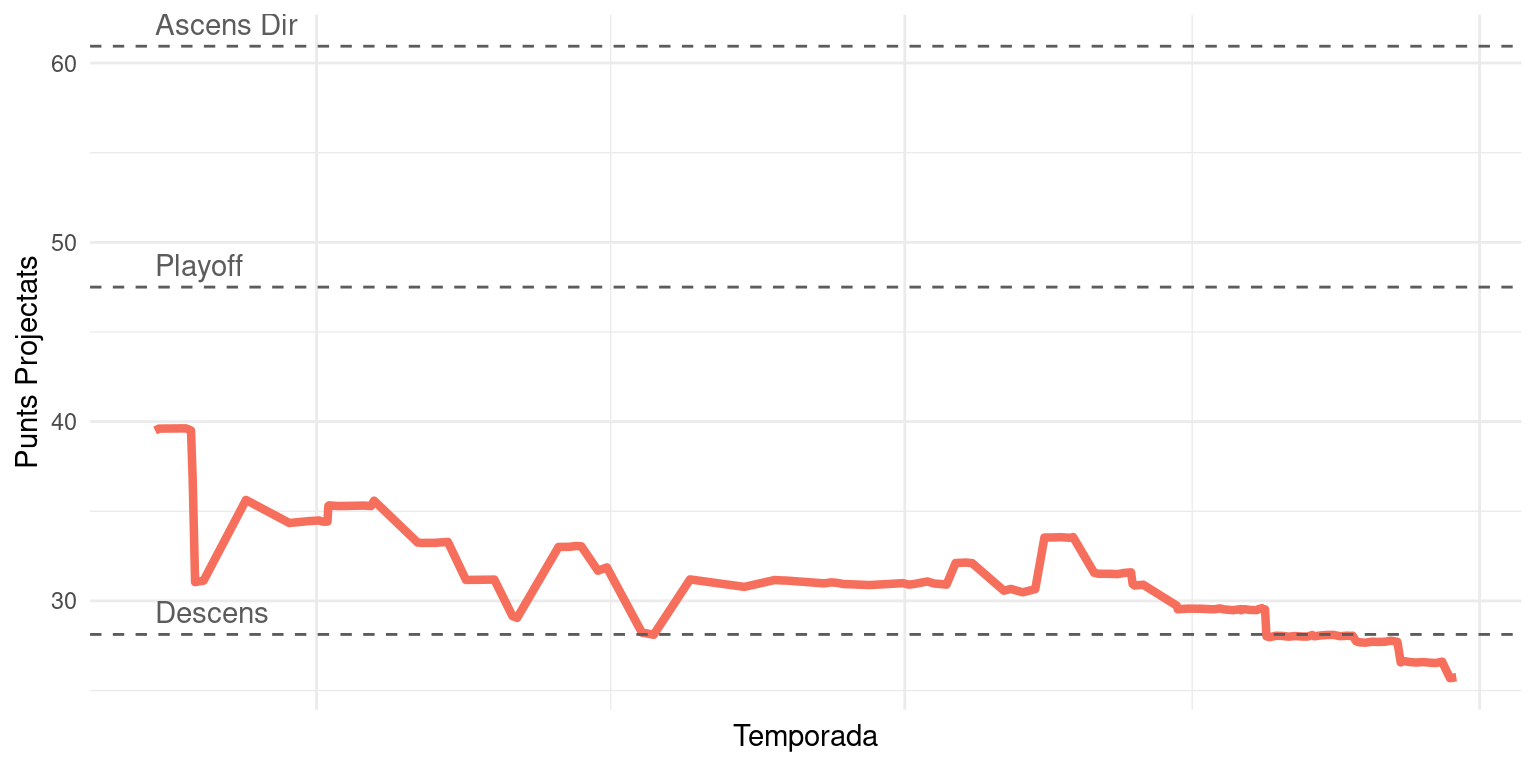 Ascens Dir
60
50
Playoff
Punts Projectats
40
30
Descens
Temporada